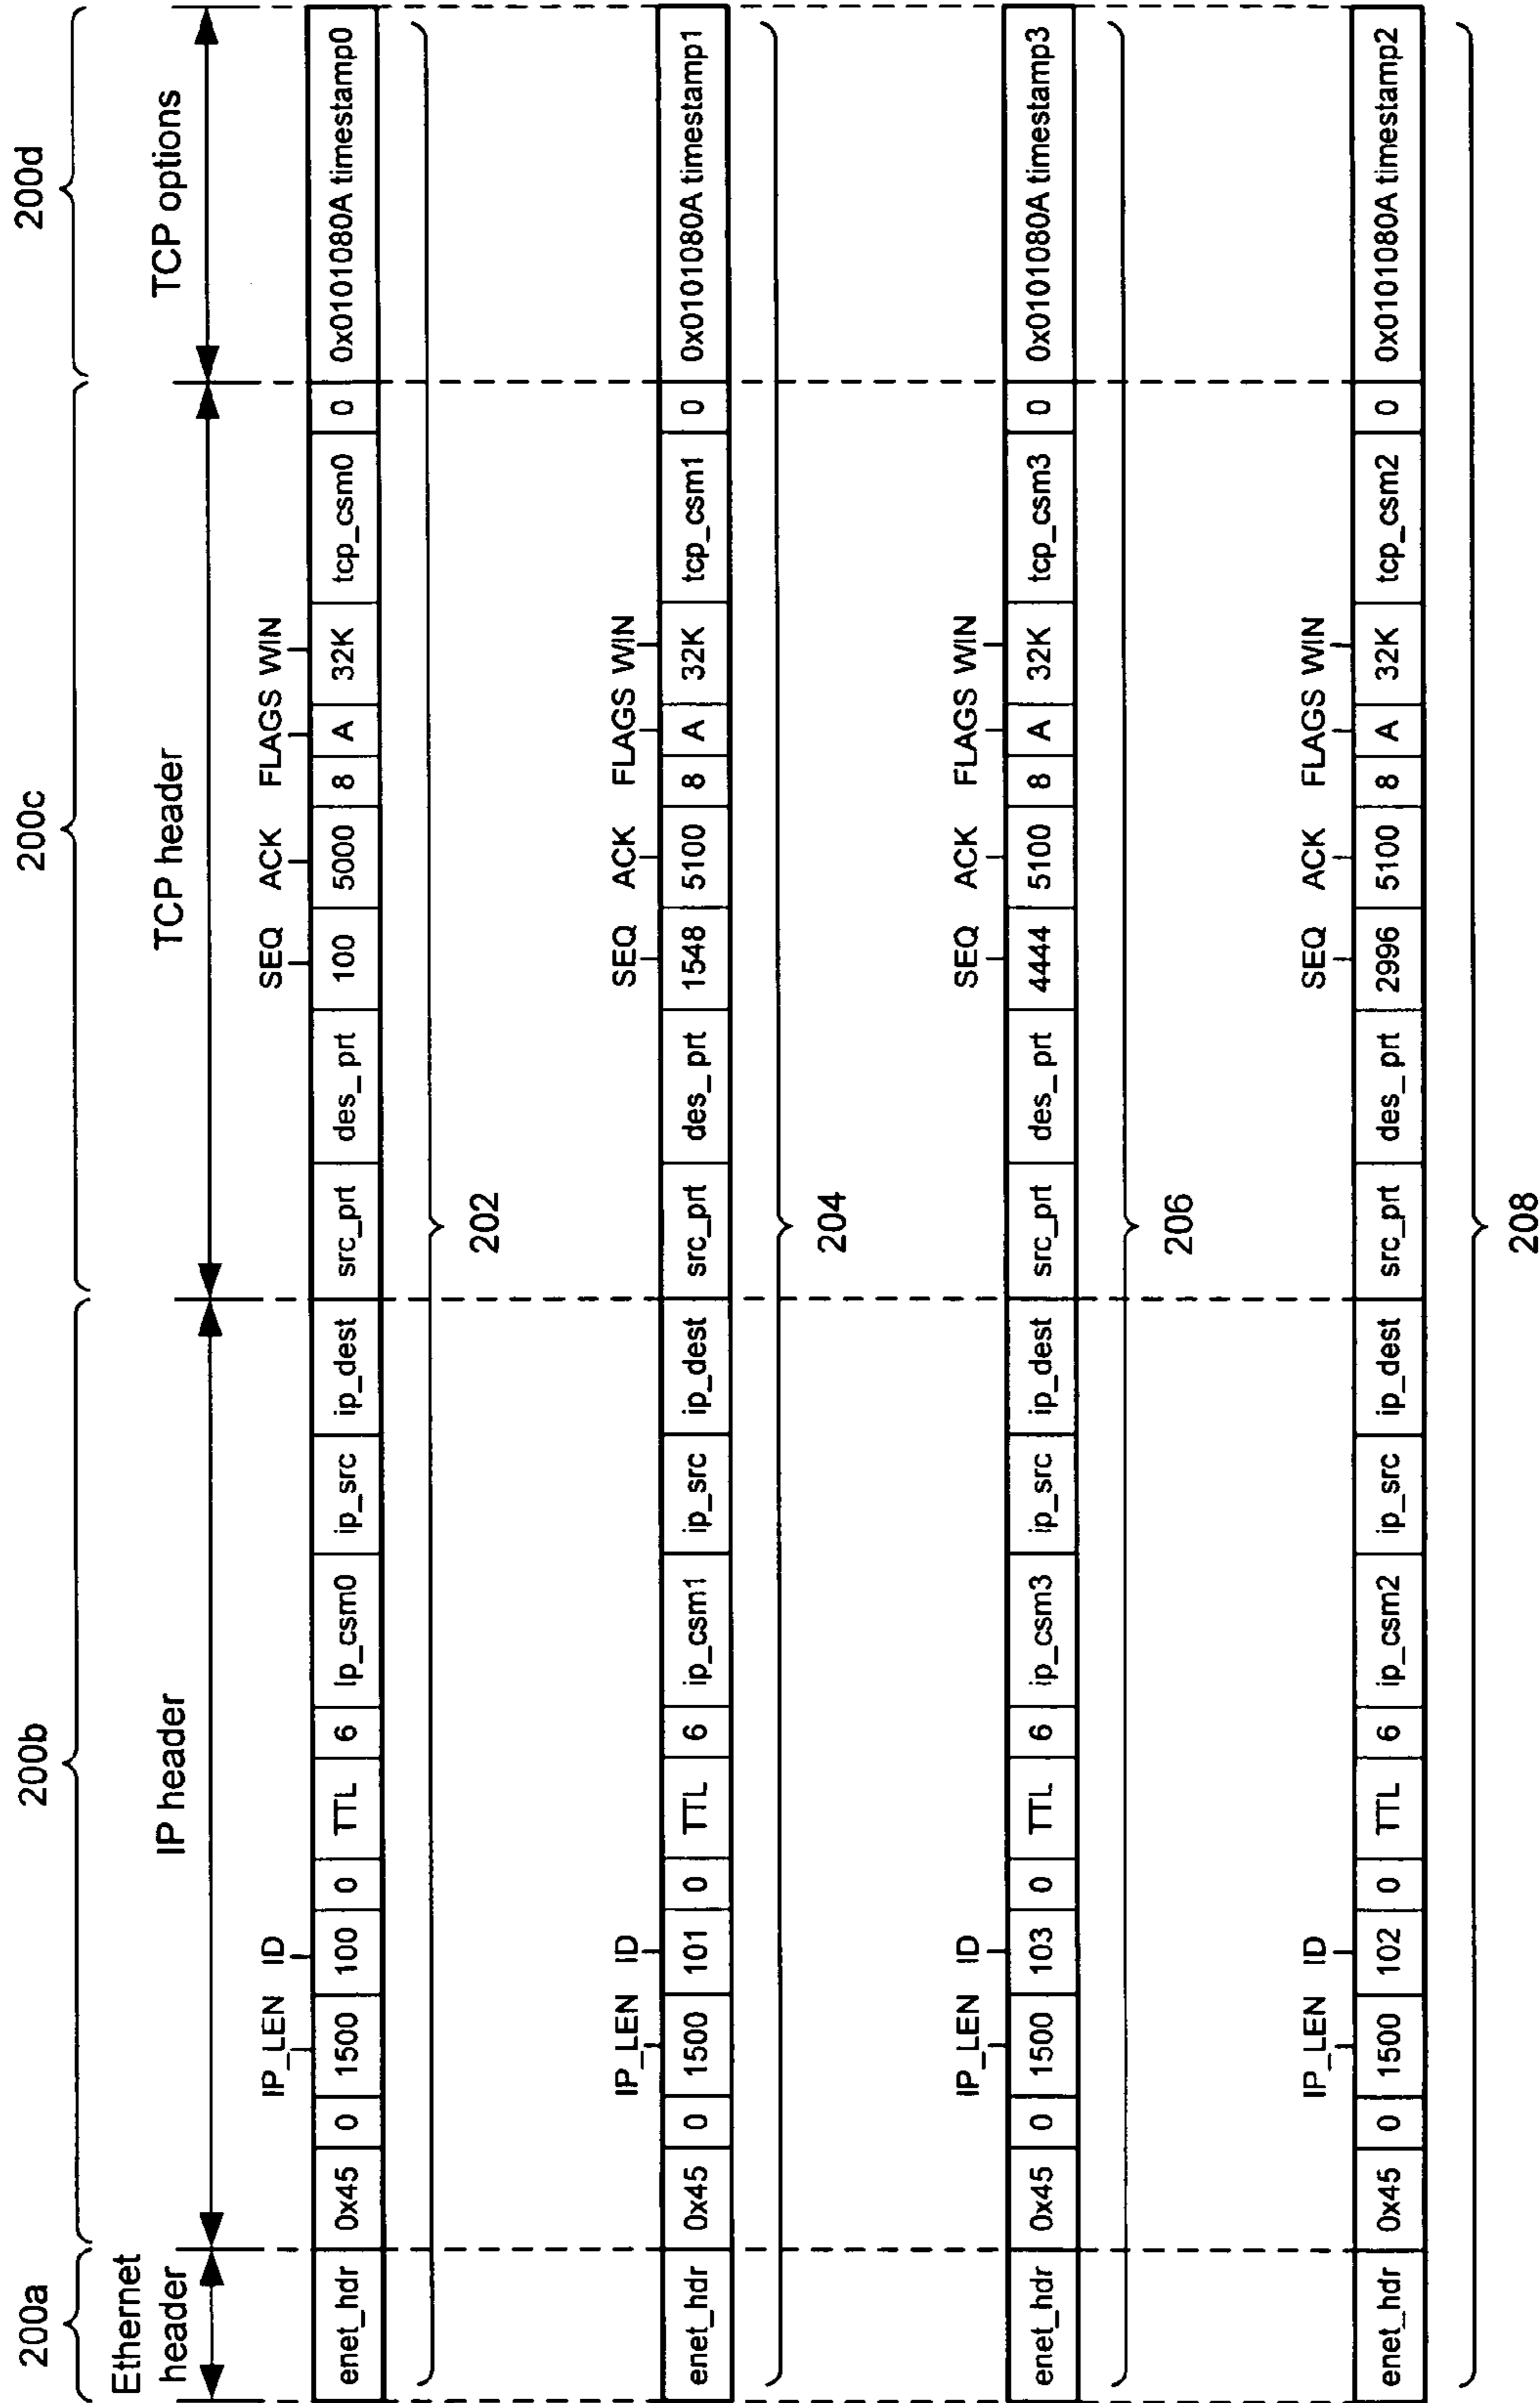 200a 200b 200c 200d
Ethernet header IP header TCP header TCP options
IP_LEN ID SEQ ACK FLAGS WIN
enet_hdr 0x45 0 1500 100 0 TTL 6 Ip_csm0 ip_src ip_dest src_prt des_prt 100 5000 8 A 32K tcp_csm0 0 0x0101080A timestamp0
202
IP_LEN ID SEQ ACK FLAGS WIN
enet_hdr 0x45 0 1500 101 0 TTL 6 ip_csm1 ip_src ip_dest src_prt des_prt 1548 5100 8 A 32K tcp_csm1 0 0x0101080A timestamp1
204
IP_LEN ID SEQ ACK FLAGS WIN
enet_hdr 0x45 0 1500 103 0 TTL 6 ip_csm3 ip_src ip_dest src_prt des_prt 4444 5100 8 A 32K tcp_csm3 0 0x0101080A timestamp3
206
IP_LEN ID SEQ ACK FLAGS WIN
enet_hdr 0x45 0 1500 102 0 TTL 6 ip_csm2 ip_src ip_dest src_prt des_prt 2996 5100 8 A 32K tcp_csm2 0 0x0101080A timestamp2
208